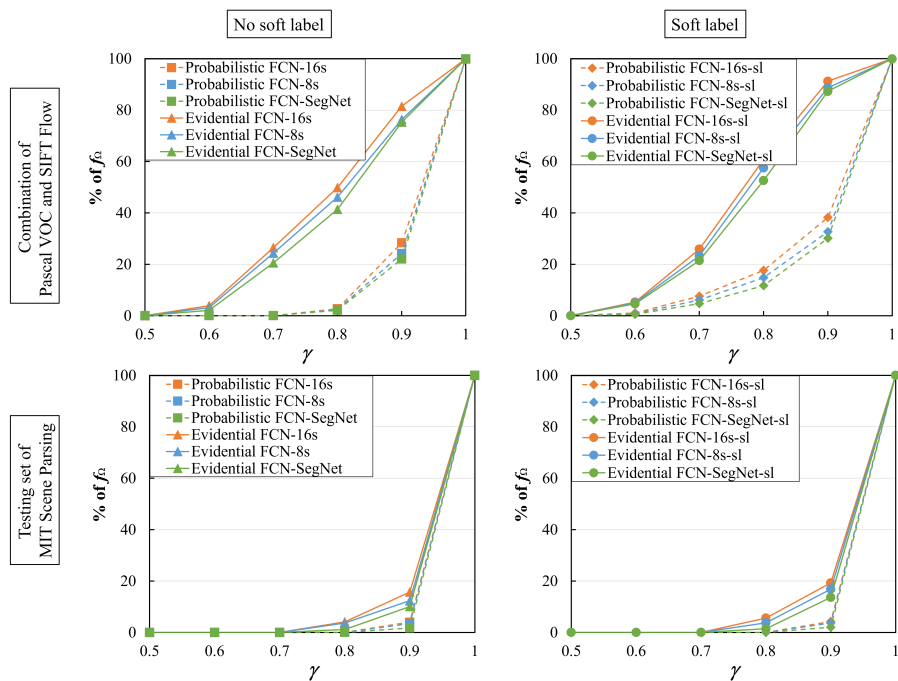 No soft label
Soft label
Combination of
Pascal VOC and SIFT Flow
% of fΩ
100
80
60
40
20
0
Probabilistic FCN-16s
Probabilistic FCN-8s
Probabilistic FCN-SegNet
Evidential FCN-16s
Evidential FCN-8s
Evidential FCN-SegNet
0.5 0.6 0.7 0.8 0.9 1
γ
% of fΩ
100
80
60
40
20
0
Probabilistic FCN-16s-sl
Probabilistic FCN-8s-sl
Probabilistic FCN-SegNet-sl
Evidential FCN-16s-sl
Evidential FCN-8s-sl
Evidential FCN-SegNet-sl
0.5 0.6 0.7 0.8 0.9 1
γ
Testing set of
MIT Scene Parsing
% of fΩ
100
80
60
40
20
0
Probabilistic FCN-16s
Probabilistic FCN-8s
Probabilistic FCN-SegNet
Evidential FCN-16s
Evidential FCN-8s
Evidential FCN-SegNet
0.5 0.6 0.7 0.8 0.9 1
γ
% of fΩ
100
80
60
40
20
0
Probabilistic FCN-16s-sl
Probabilistic FCN-8s-sl
Probabilistic FCN-SegNet-sl
Evidential FCN-16s-sl
Evidential FCN-8s-sl
Evidential FCN-SegNet-sl
0.5 0.6 0.7 0.8 0.9 1
γ